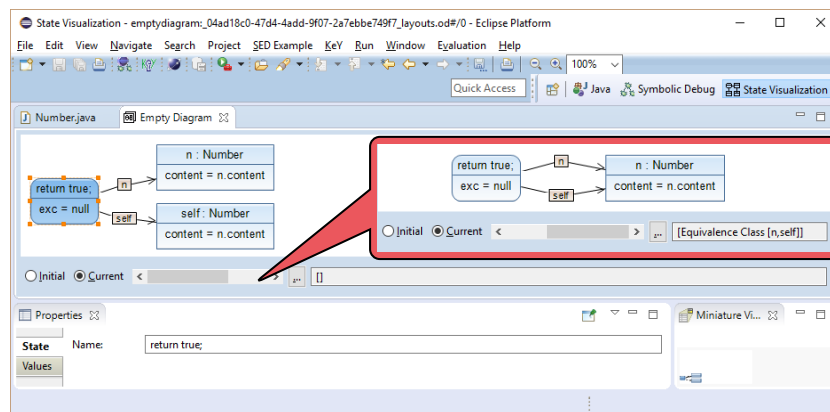 State Visualization - emptydiagram:_04ad18c0-47d4-4add-9f07-2a7ebbe749f7_layouts.od#/0 - Eclipse Platform
File Edit View Navigate Search Project SED Example KeY Run Window Evaluation Help
100%
Quick Access Java Symbolic Debug State Visualization
Number.java Empty Diagram
n : Number
content = n.content
return true;
exc = null
n
self
self : Number
content = n.content
Initial Current < > ... []
return true;
exc = null
n
self
n : Number
content = n.content
Initial Current < > ... [Equivalence Class [n,self]]
Properties Miniature Vi...
State Name: return true;
Values